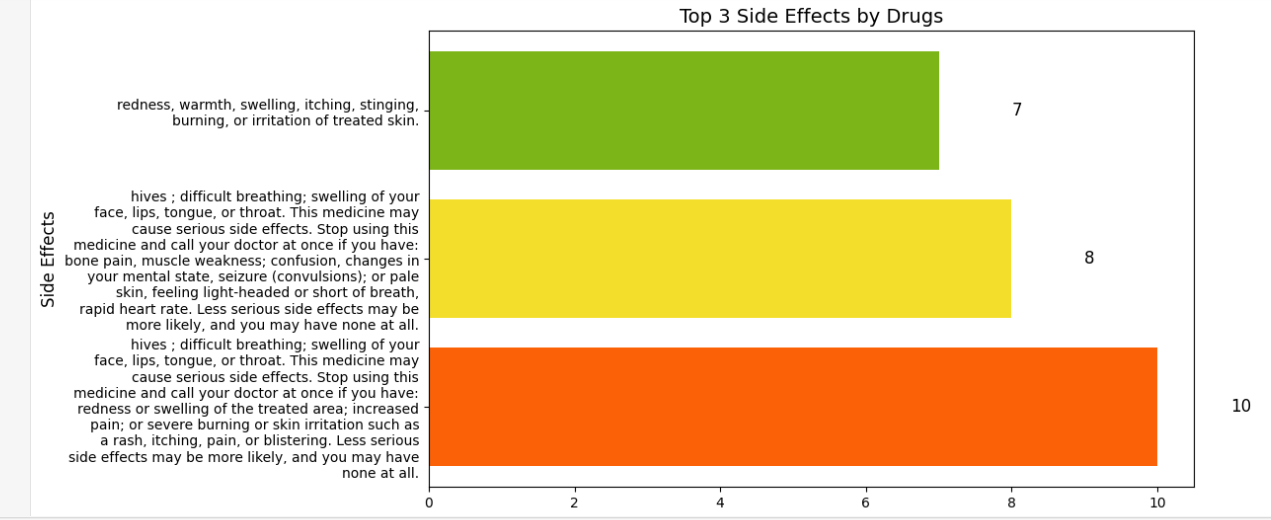 Top 3 Side Effects by Drugs
redness, warmth, swelling, itching, stinging,
burning, or irritation of treated skin.
7
hives ; difficult breathing; swelling of your
face, lips, tongue, or throat. This medicine may
cause serious side effects. Stop using this
medicine and call your doctor at once if you have:
bone pain, muscle weakness; confusion, changes in
your mental state, seizure (convulsions); or pale
skin, feeling light-headed or short of breath,
rapid heart rate. Less serious side effects may be
more likely, and you may have none at all.
8
hives ; difficult breathing; swelling of your
face, lips, tongue, or throat. This medicine may
cause serious side effects. Stop using this
medicine and call your doctor at once if you have:
redness or swelling of the treated area; increased
pain; or severe burning or skin irritation such as
a rash, itching, pain, or blistering. Less serious
side effects may be more likely, and you may have
none at all.
10
Side Effects
0 2 4 6 8 10